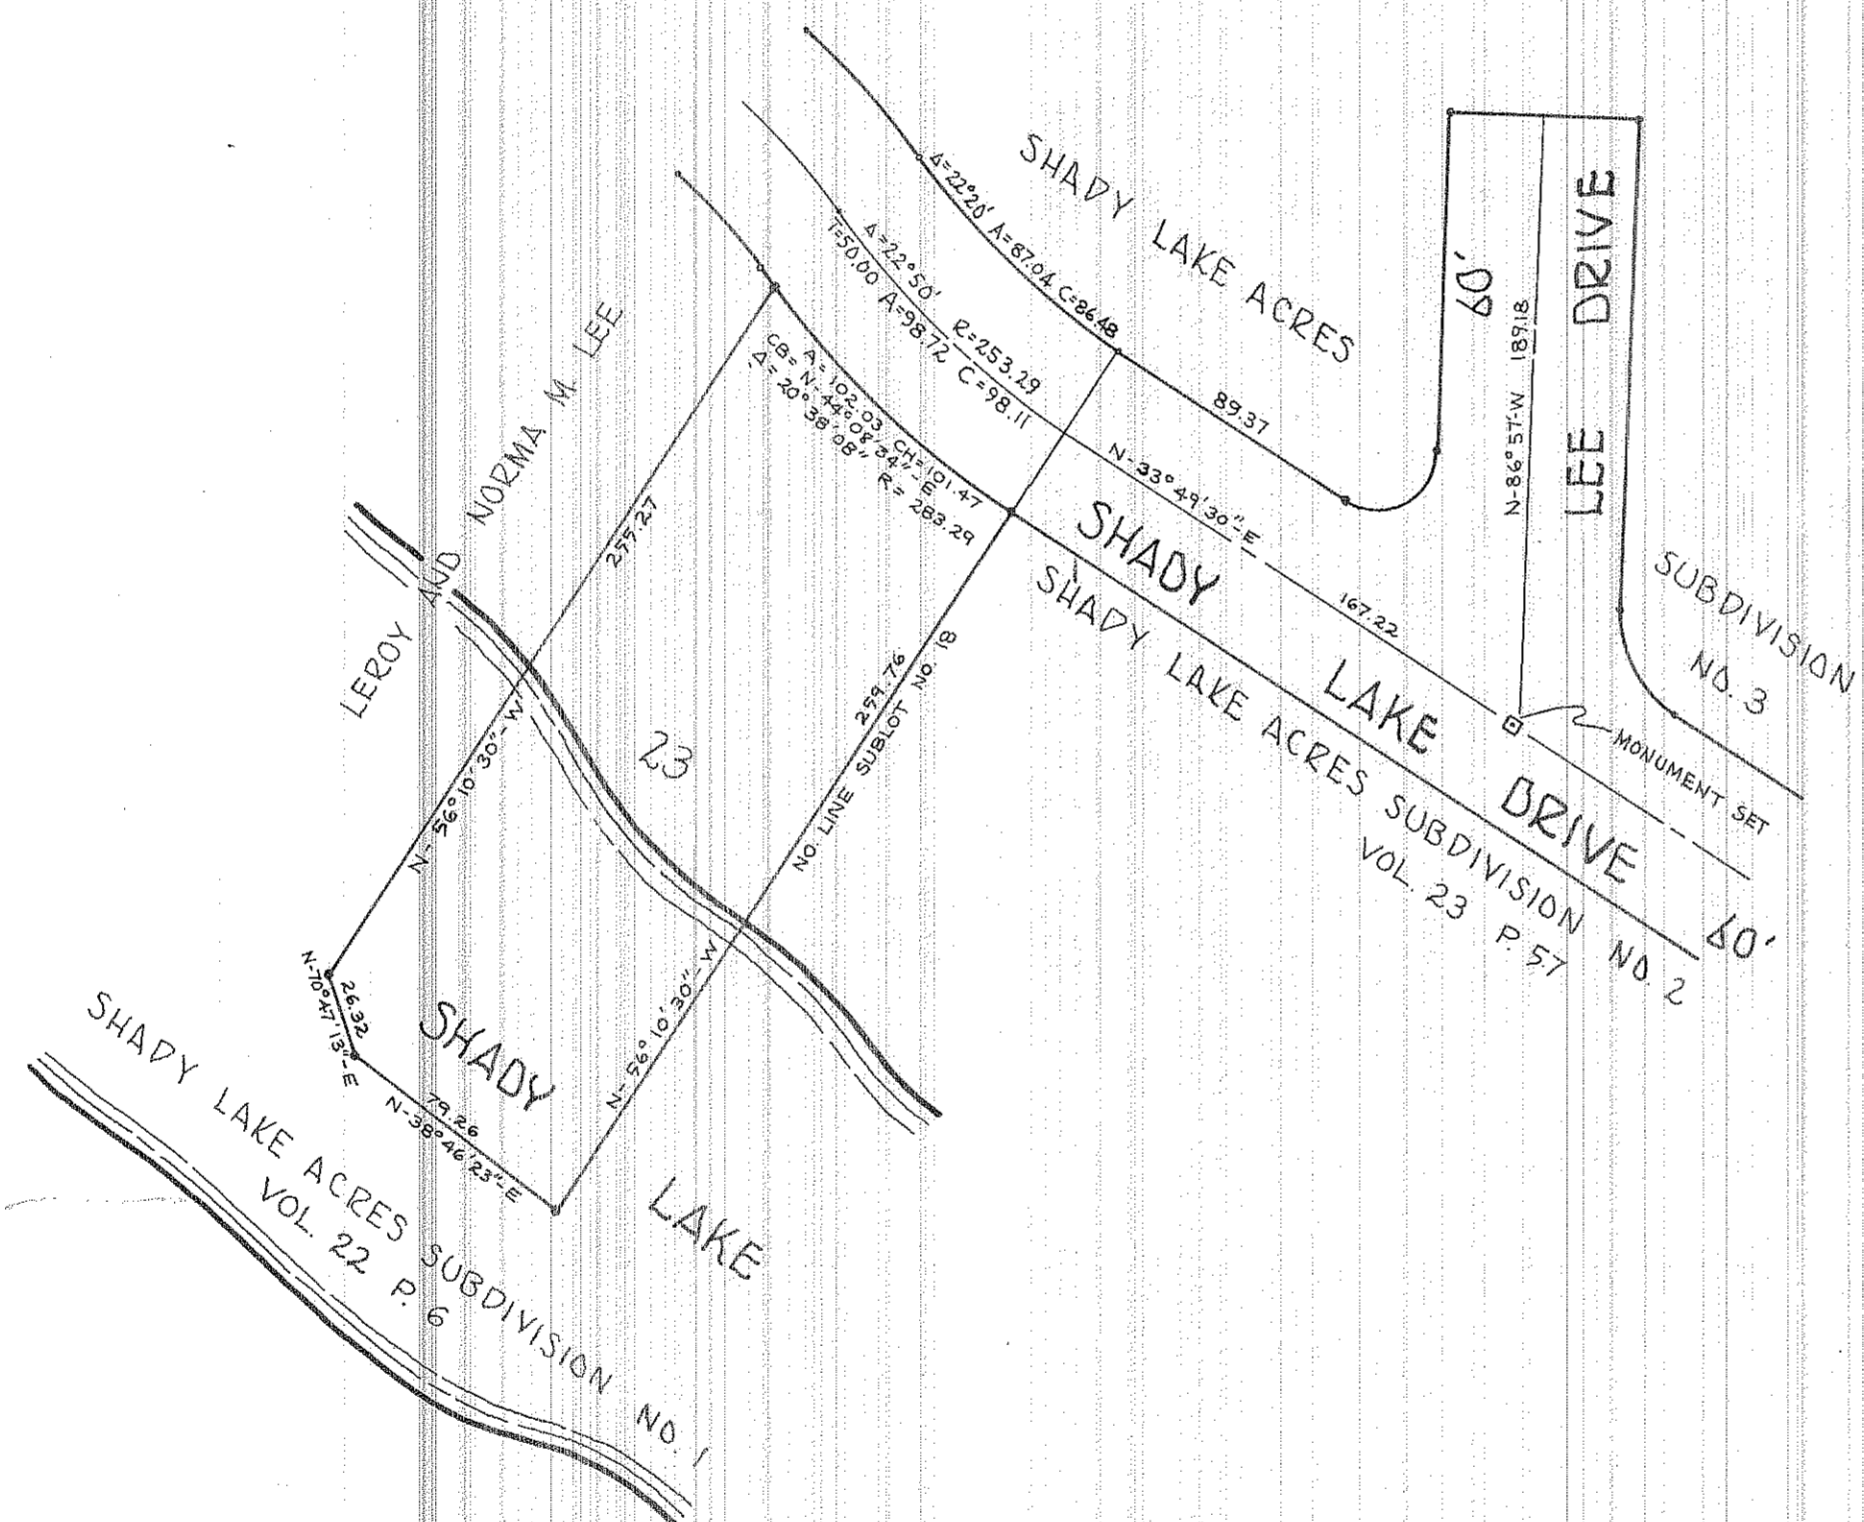 SHADY LAKE ACRES
Δ=22°20' A=87.04 C=86.48
Δ=22°50' R=253.29
T=50.00 A=98.72 C=98.11
A=102.03 CH=101.47
CB= N-44°08'34"-E
Δ=20°38'08" R=283.29
89.37
60'
N-86°57'-W 189.18
LEE DRIVE
N-33°49'30"-E
167.22
SHADY LAKE DRIVE
60'
SUBDIVISION
NO. 3
MONUMENT SET
SHADY LAKE ACRES SUBDIVISION NO. 2
VOL. 23 P. 57
LEROY AND NORMA M. LEE
255.27
N-56°10'30"-W
23
259.76
NO. LINE SUBLOT NO. 18
N-56°10'30"-W
26.32
N-70°47'13"-E
79.26
N-38°46'23"-E
SHADY LAKE
SHADY LAKE ACRES SUBDIVISION NO. 1
VOL. 22 P. 6